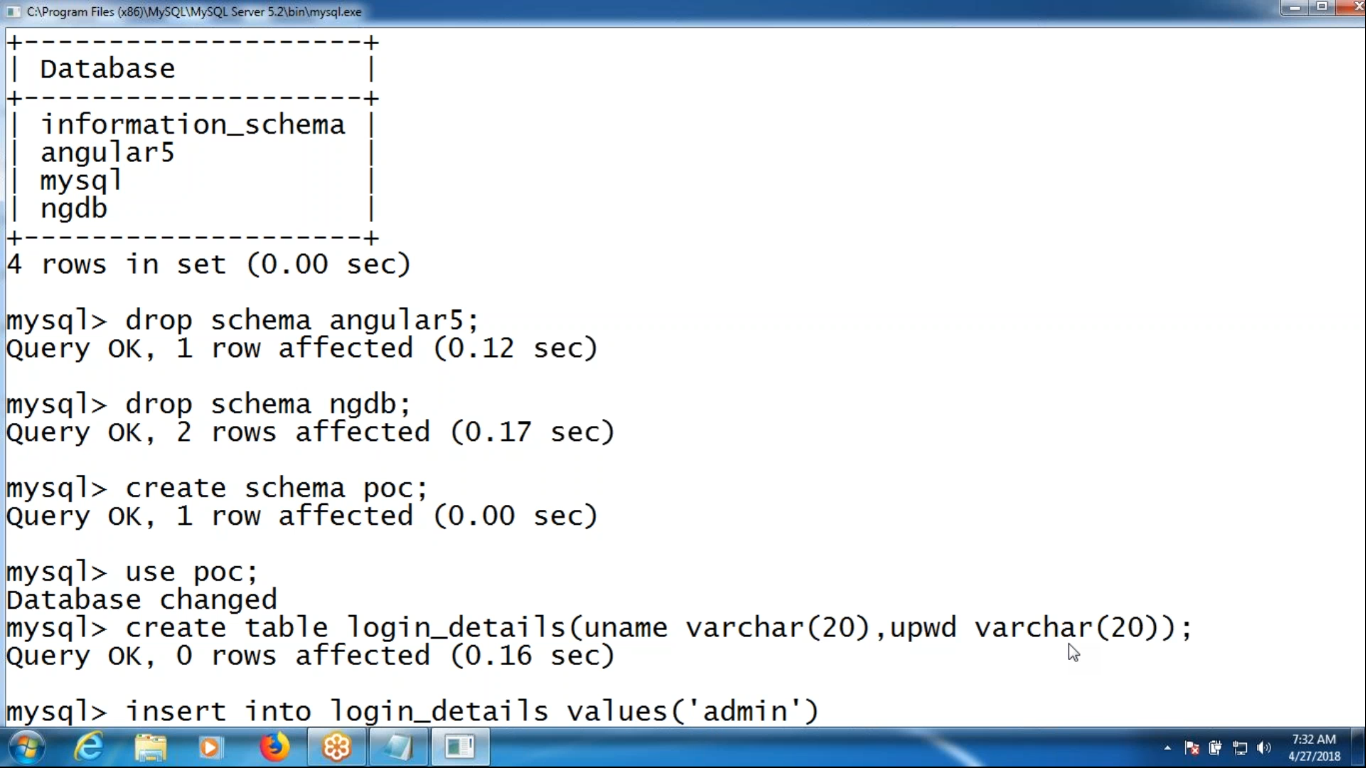 C:\Program Files (x86)\MySQL\MySQL Server 5.2\bin\mysql.exe
+--------------------+
| Database           |
+--------------------+
| information_schema |
| angular5           |
| mysql              |
| ngdb               |
+--------------------+
4 rows in set (0.00 sec)
mysql> drop schema angular5;
Query OK, 1 row affected (0.12 sec)
mysql> drop schema ngdb;
Query OK, 2 rows affected (0.17 sec)
mysql> create schema poc;
Query OK, 1 row affected (0.00 sec)
mysql> use poc;
Database changed
mysql> create table login_details(uname varchar(20),upwd varchar(20));
Query OK, 0 rows affected (0.16 sec)
mysql> insert into login_details values('admin')
7:32 AM
4/27/2018